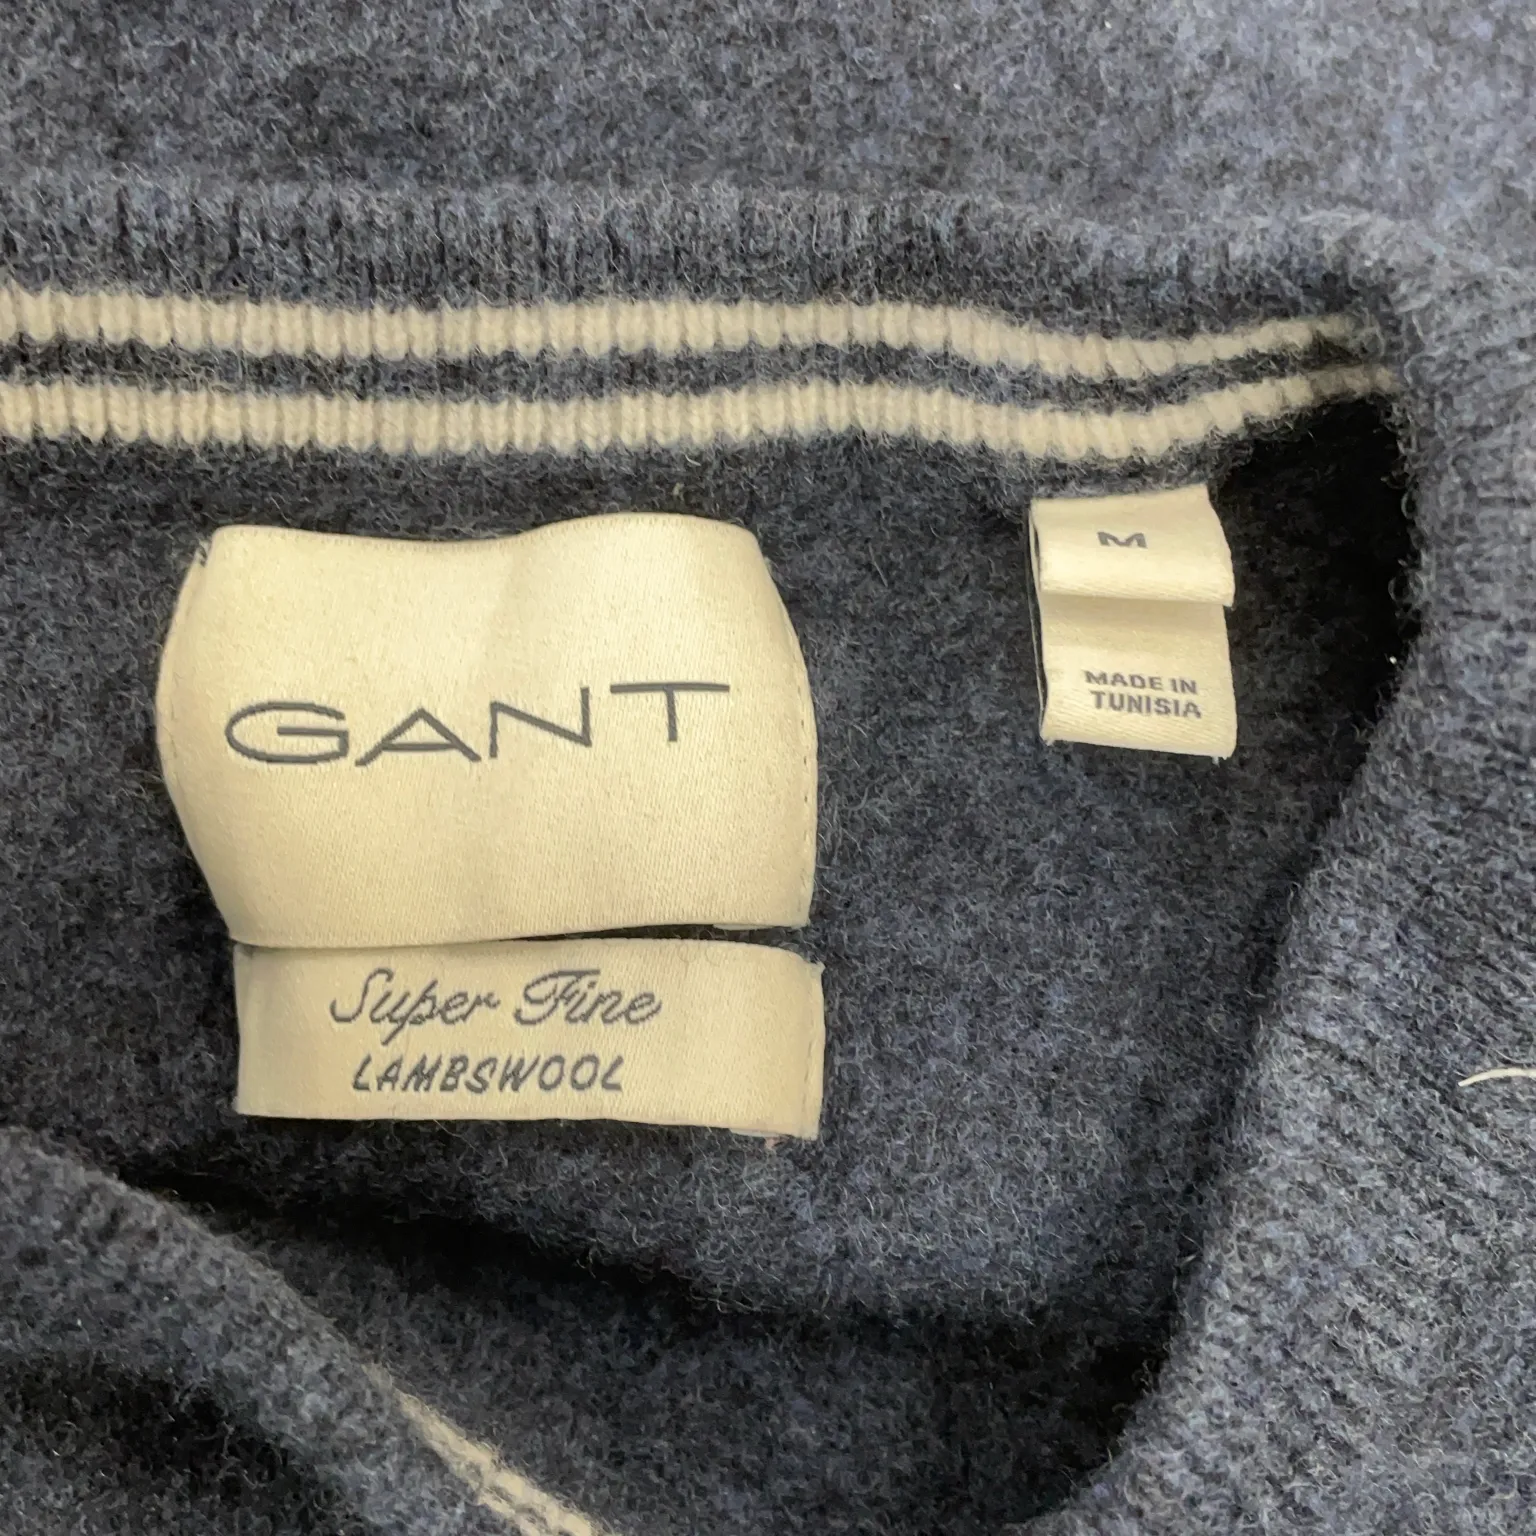 GANT
Super Fine
LAMBSWOOL
M
MADE IN
TUNISIA